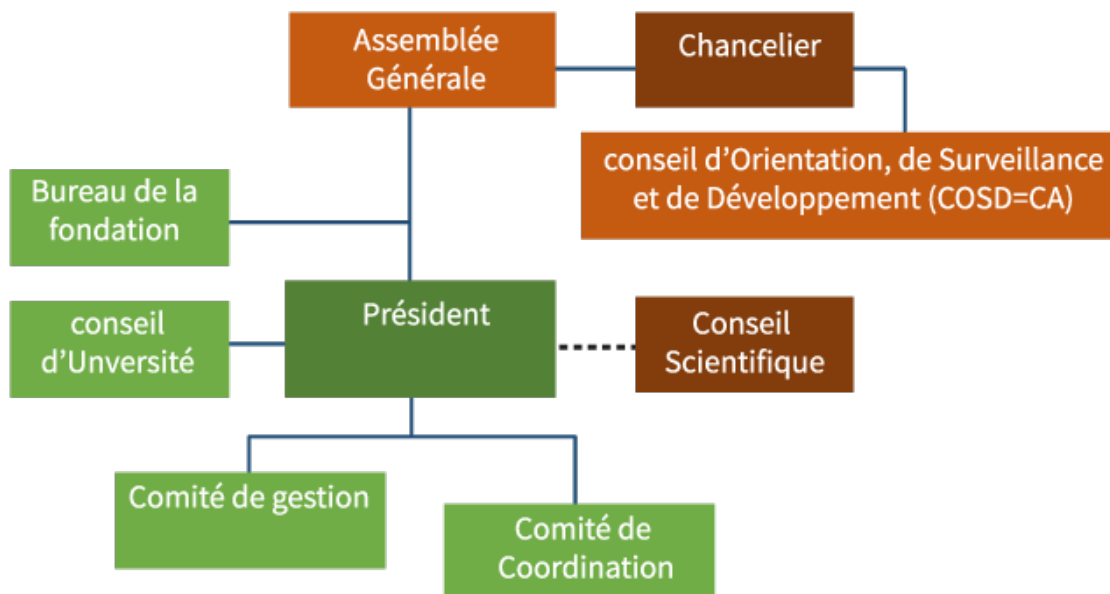 Assemblée
Générale
Chancelier
conseil d’Orientation, de Surveillance
et de Développement (COSD=CA)
Bureau de la
fondation
Président
conseil
d’Unversité
Conseil
Scientifique
Comité de gestion
Comité de
Coordination